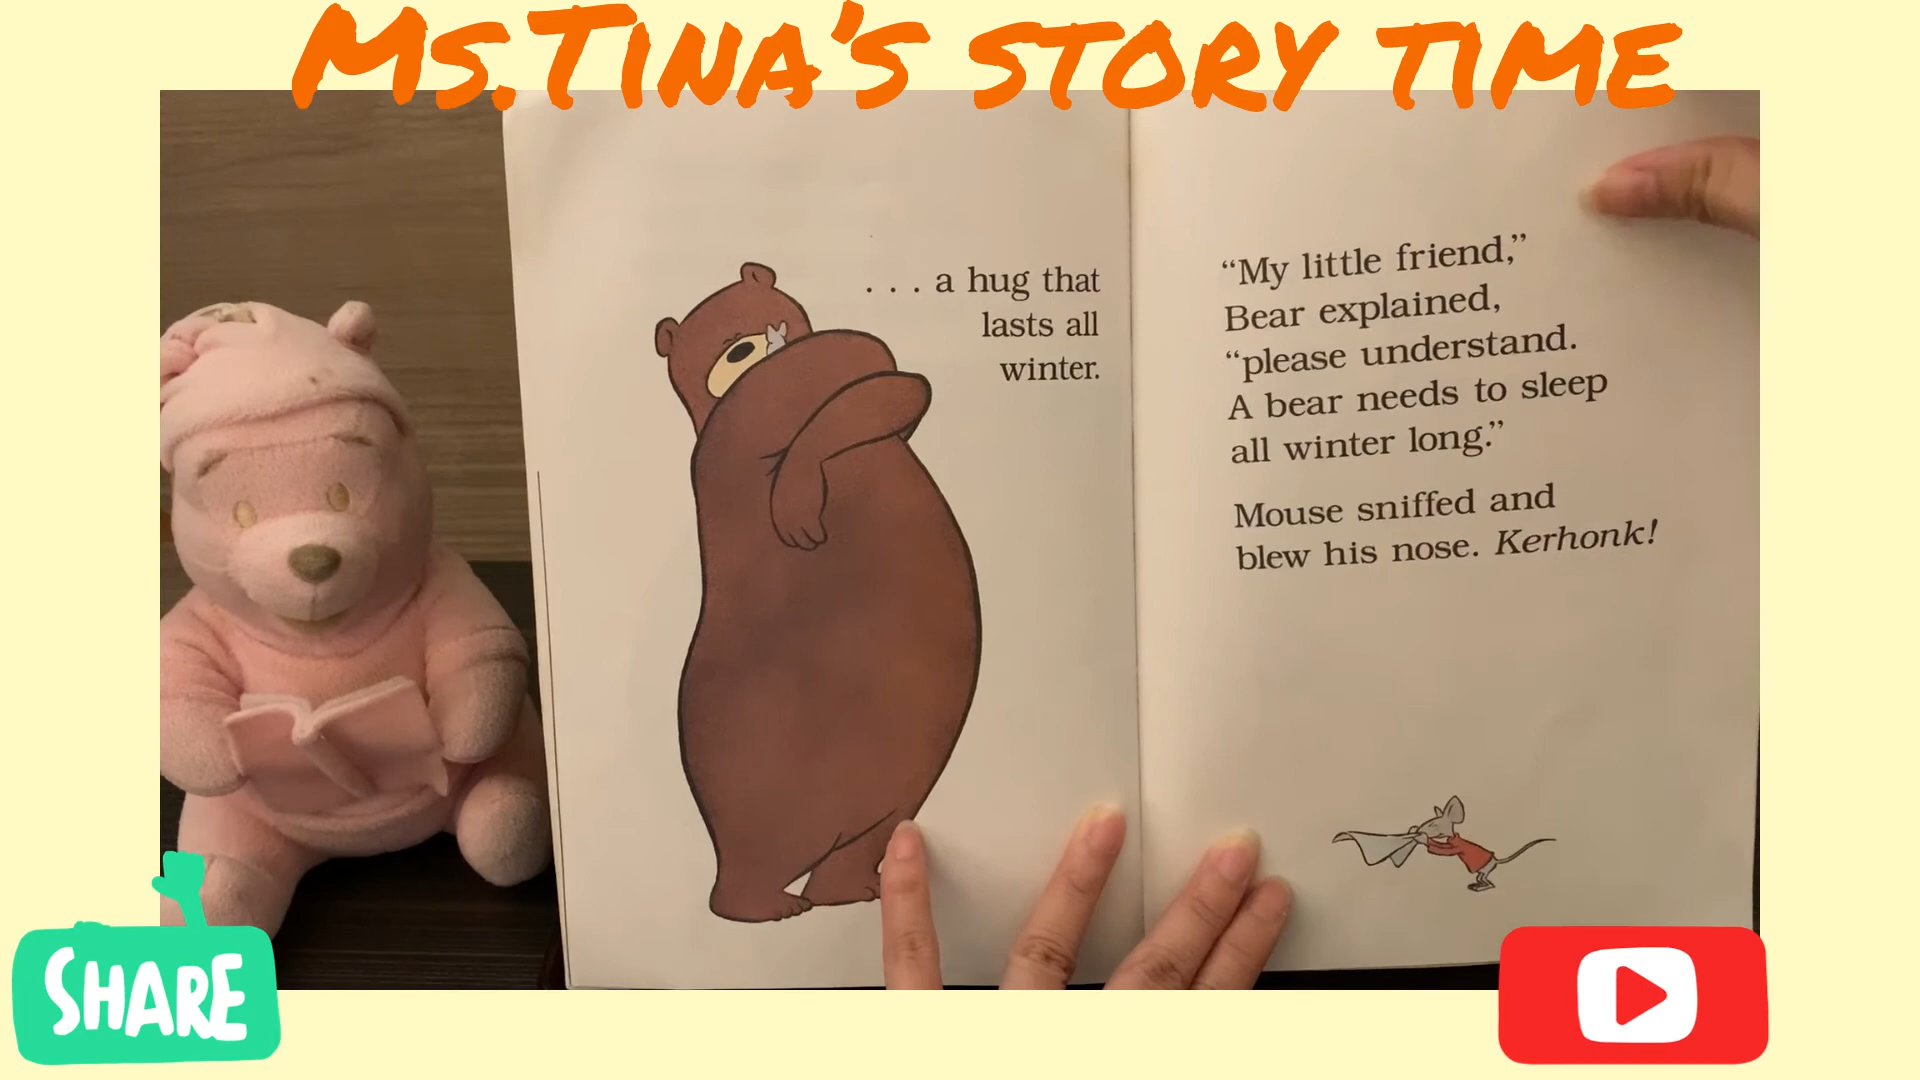 Ms.Tina's story time
. . . a hug that
lasts all
winter.
“My little friend,”
Bear explained,
“please understand.
A bear needs to sleep
all winter long.”
Mouse sniffed and
blew his nose. Kerhonk!
SHARE